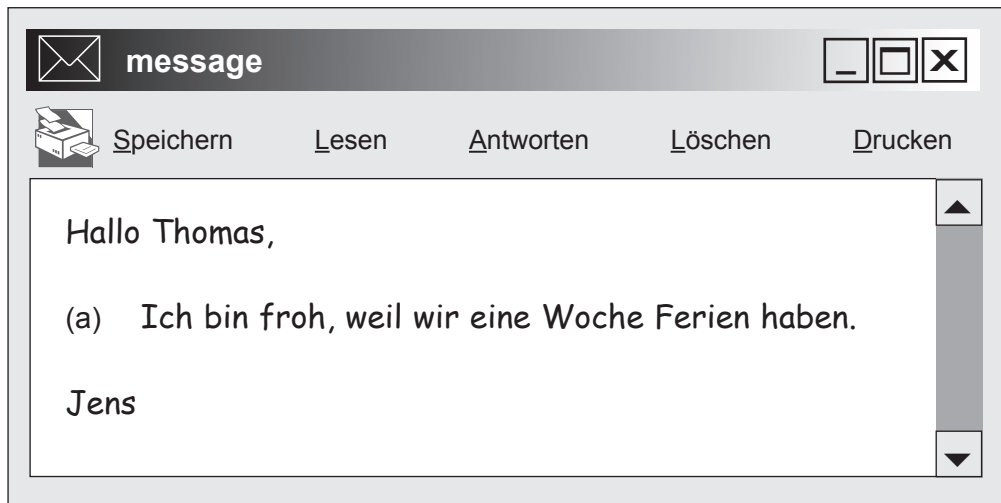 message
Speichern Lesen Antworten Löschen Drucken
Hallo Thomas,
(a) Ich bin froh, weil wir eine Woche Ferien haben.
Jens